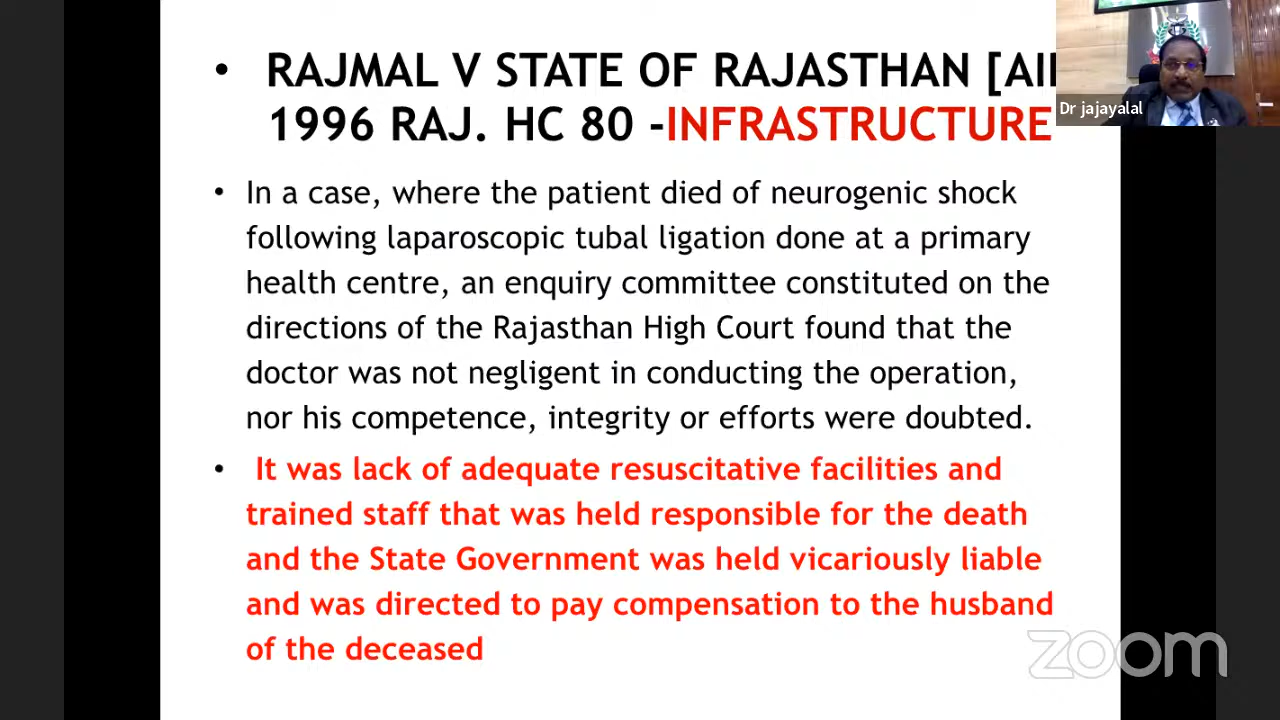 • RAJMAL V STATE OF RAJASTHAN [AI
1996 RAJ. HC 80 -INFRASTRUCTURE
Dr jajayalal
• In a case, where the patient died of neurogenic shock
following laparoscopic tubal ligation done at a primary
health centre, an enquiry committee constituted on the
directions of the Rajasthan High Court found that the
doctor was not negligent in conducting the operation,
nor his competence, integrity or efforts were doubted.
• It was lack of adequate resuscitative facilities and
trained staff that was held responsible for the death
and the State Government was held vicariously liable
and was directed to pay compensation to the husband
of the deceased
zoom